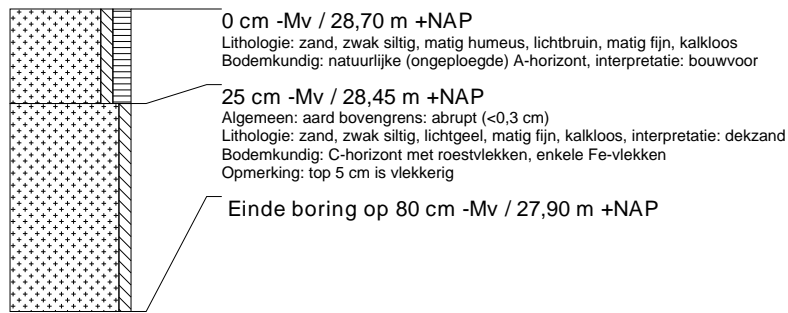 0 cm -Mv / 28,70 m +NAP
Lithologie: zand, zwak siltig, matig humeus, lichtbruin, matig fijn, kalkloos
Bodemkundig: natuurlijke (ongeploegde) A-horizont, interpretatie: bouwvoor
25 cm -Mv / 28,45 m +NAP
Algemeen: aard bovengrens: abrupt (<0,3 cm)
Lithologie: zand, zwak siltig, lichtgeel, matig fijn, kalkloos, interpretatie: dekzand
Bodemkundig: C-horizont met roestvlekken, enkele Fe-vlekken
Opmerking: top 5 cm is vlekkerig
Einde boring op 80 cm -Mv / 27,90 m +NAP